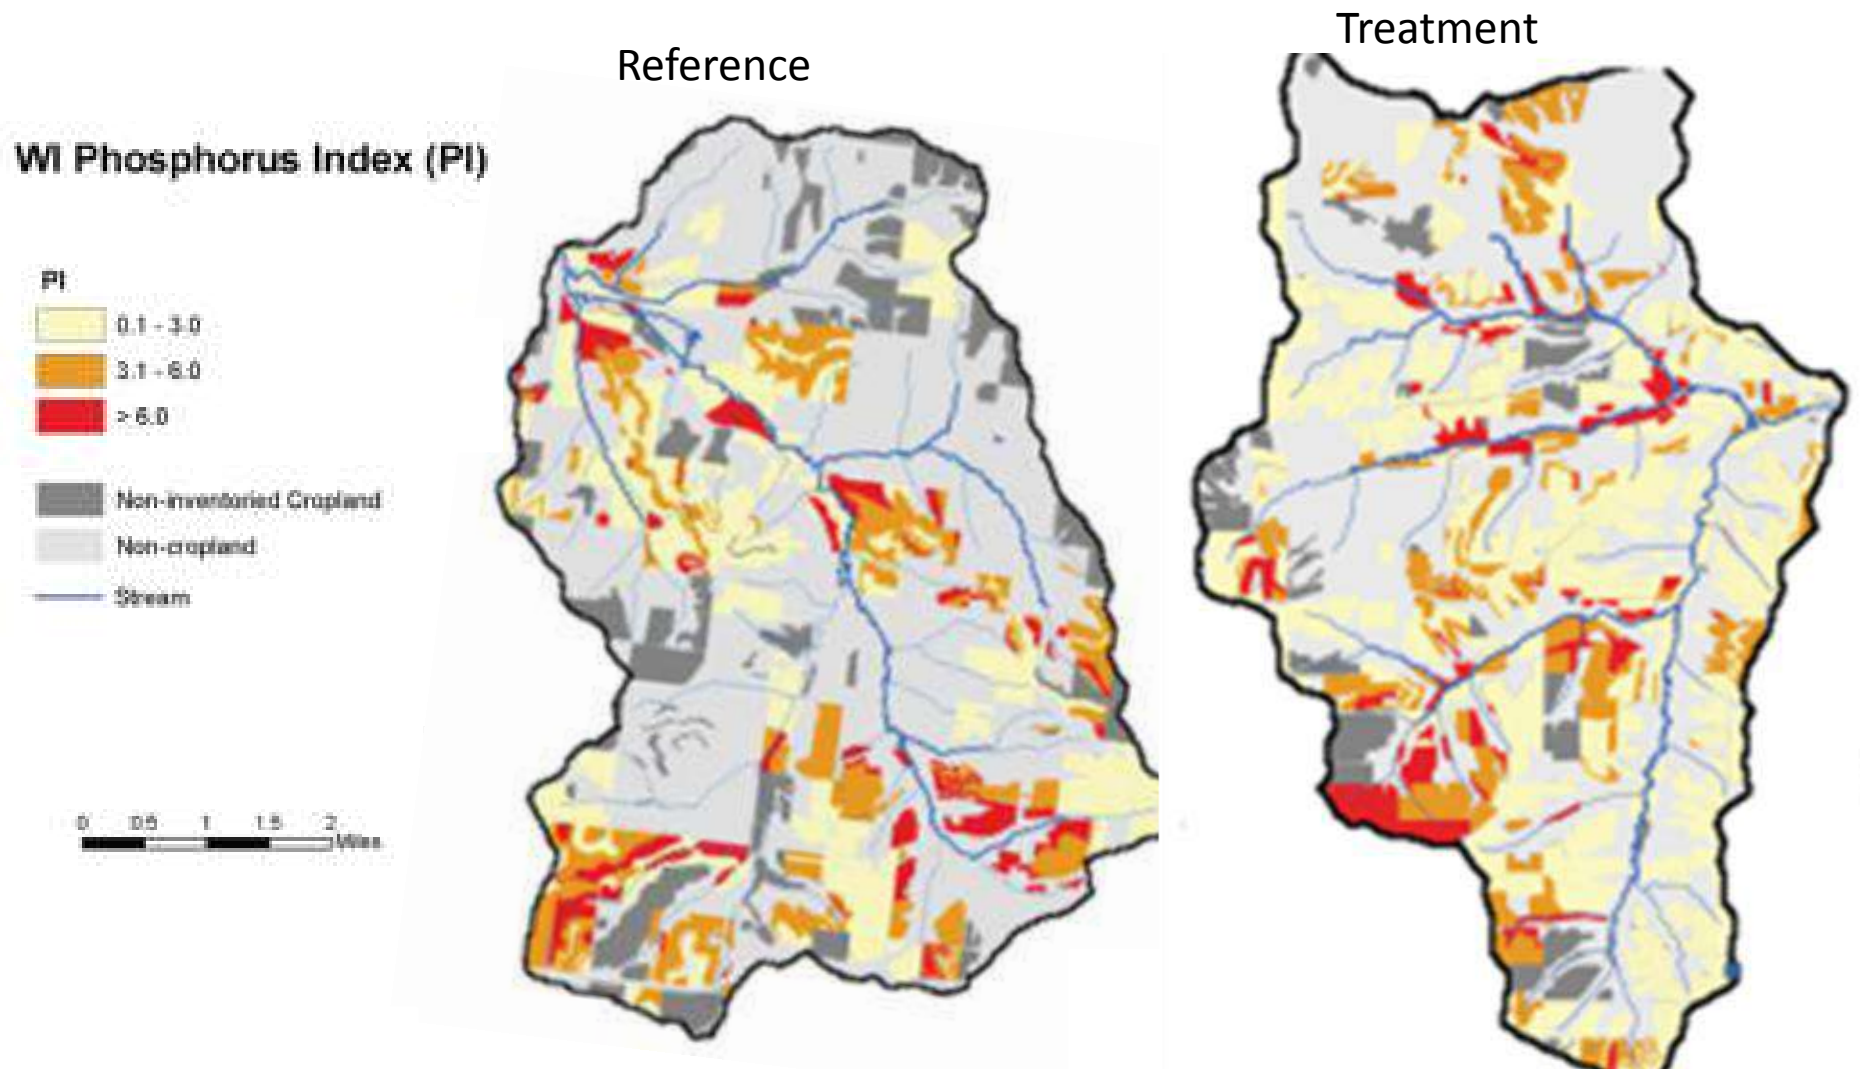 Treatment
Reference
WI Phosphorus Index (PI)
PI
0.1 - 3.0
3.1 - 6.0
> 6.0
Non-inventoried Cropland
Non-cropland
Stream
0 0.5 1 1.5 2
Miles